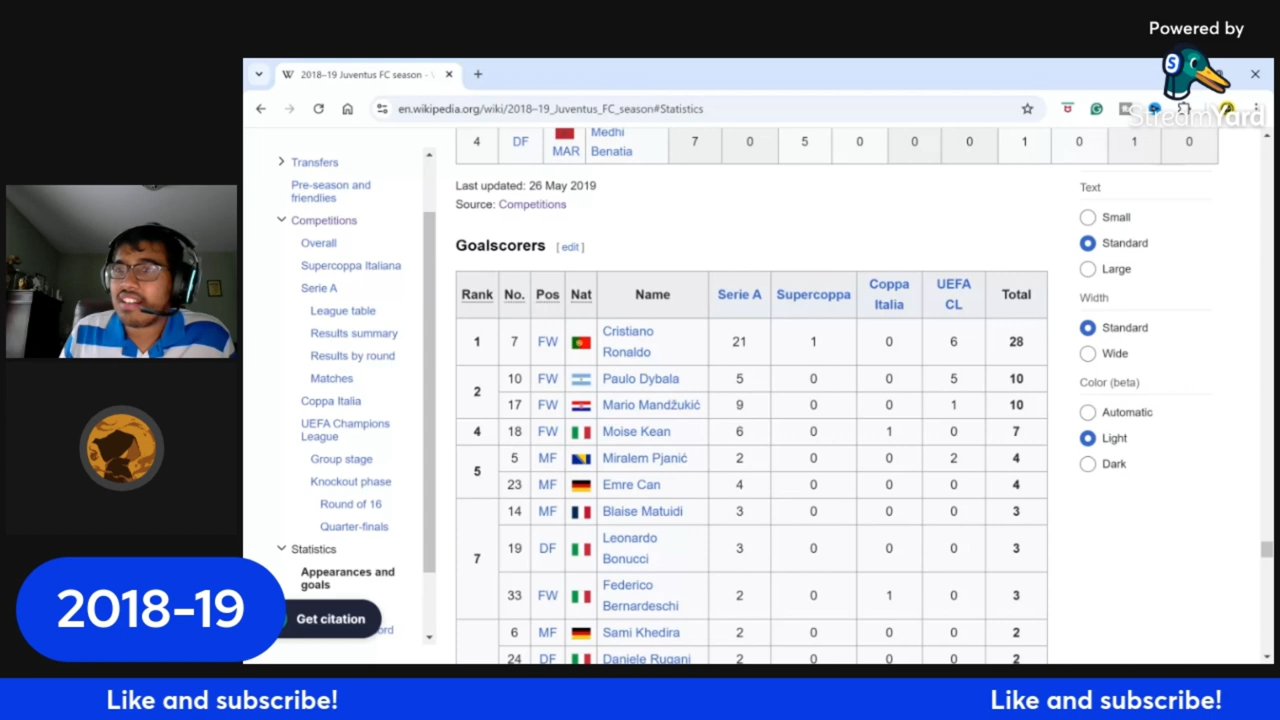 Powered by
StreamYard
2018–19 Juventus FC season -
en.wikipedia.org/wiki/2018–19_Juventus_FC_season#Statistics
Transfers
Pre-season and
friendlies
Competitions
Overall
Supercoppa Italiana
Serie A
League table
Results summary
Results by round
Matches
Coppa Italia
UEFA Champions
League
Group stage
Knockout phase
Round of 16
Quarter-finals
Statistics
Appearances and
goals
Get citation
4 DF MAR Medhi Benatia 7 0 5 0 0 0 1 0 1 0
Last updated: 26 May 2019
Source: Competitions
Goalscorers [ edit ]
Rank No. Pos Nat Name Serie A Supercoppa Coppa Italia UEFA CL Total
1 7 FW Cristiano Ronaldo 21 1 0 6 28
2 10 FW Paulo Dybala 5 0 0 5 10
17 FW Mario Mandžukić 9 0 0 1 10
4 18 FW Moise Kean 6 0 1 0 7
5 5 MF Miralem Pjanić 2 0 0 2 4
23 MF Emre Can 4 0 0 0 4
7 14 MF Blaise Matuidi 3 0 0 0 3
19 DF Leonardo Bonucci 3 0 0 0 3
33 FW Federico Bernardeschi 2 0 1 0 3
6 MF Sami Khedira 2 0 0 0 2
24 DF Daniele Rugani 2 0 0 0 2
Text
Small
Standard
Large
Width
Standard
Wide
Color (beta)
Automatic
Light
Dark
2018-19
Like and subscribe!
Like and subscribe!